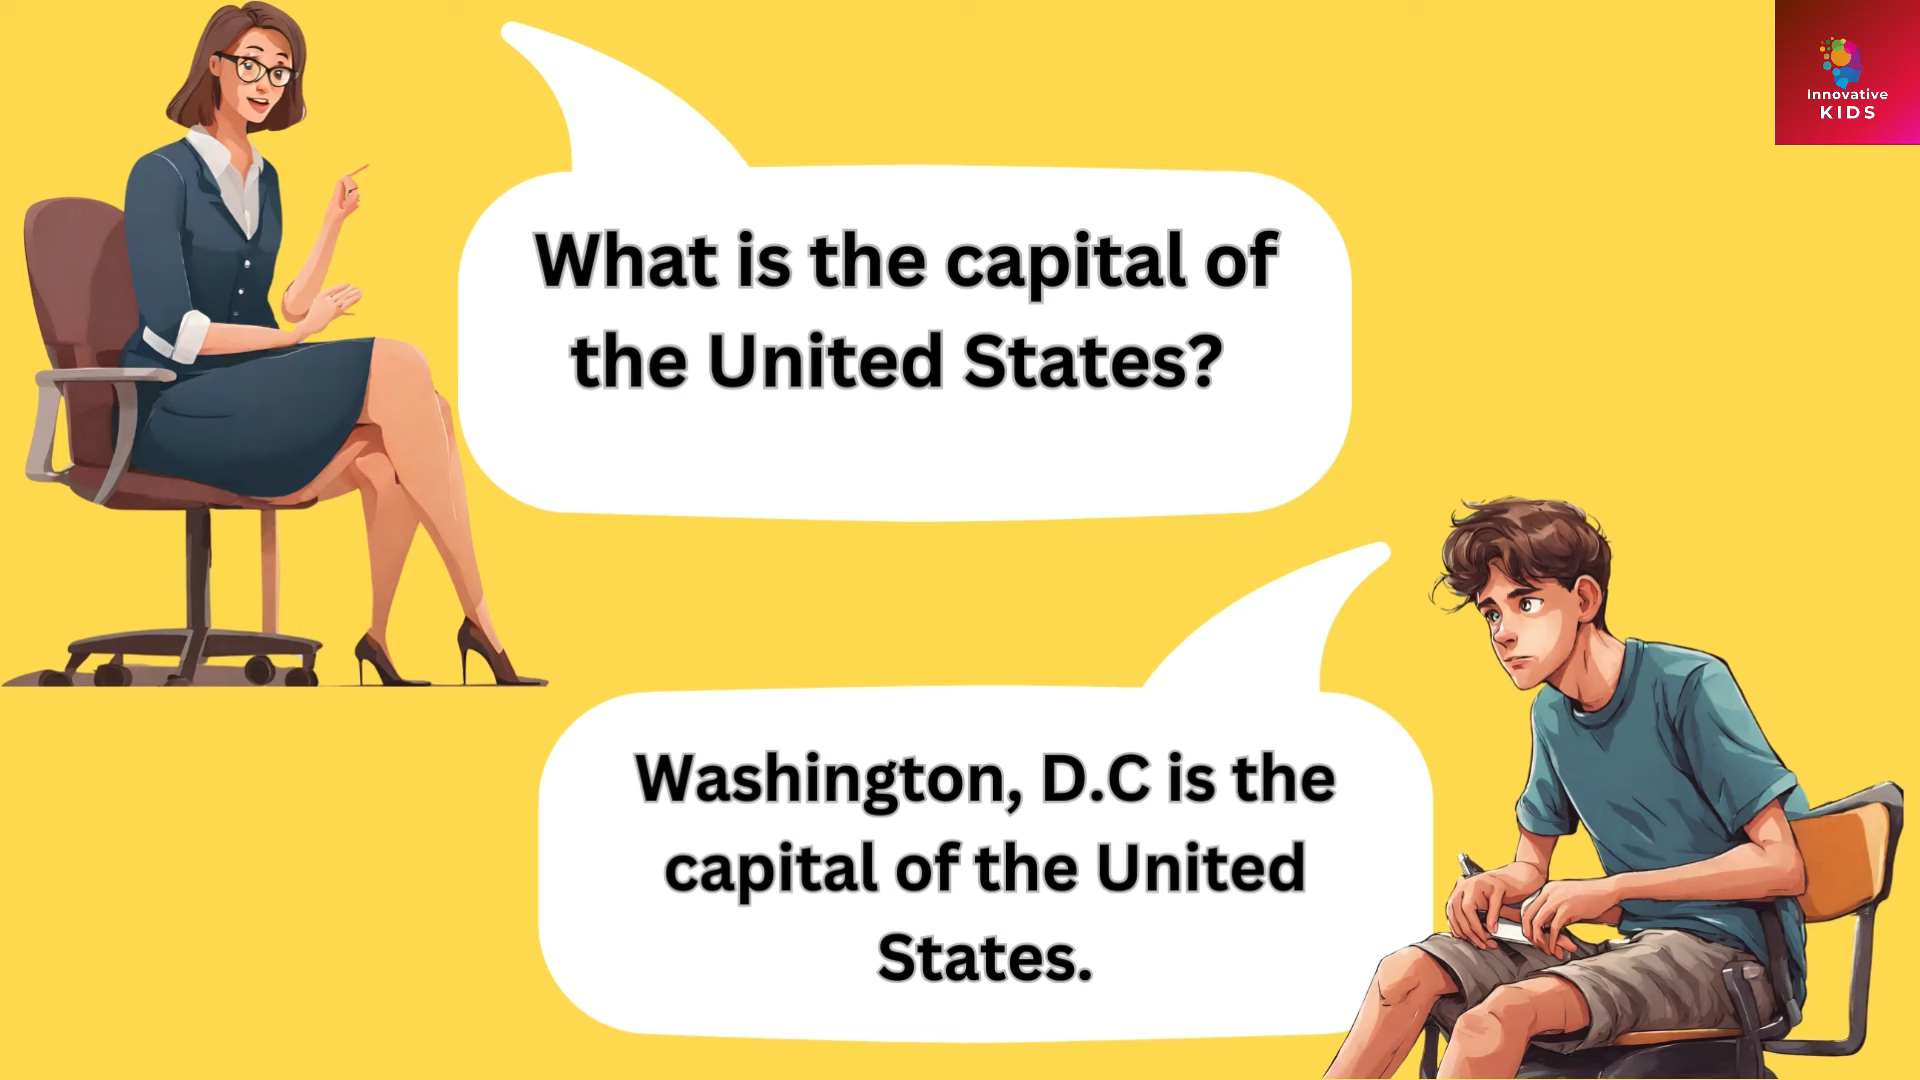 Innovative
KIDS
What is the capital of
the United States?
Washington, D.C is the
capital of the United
States.